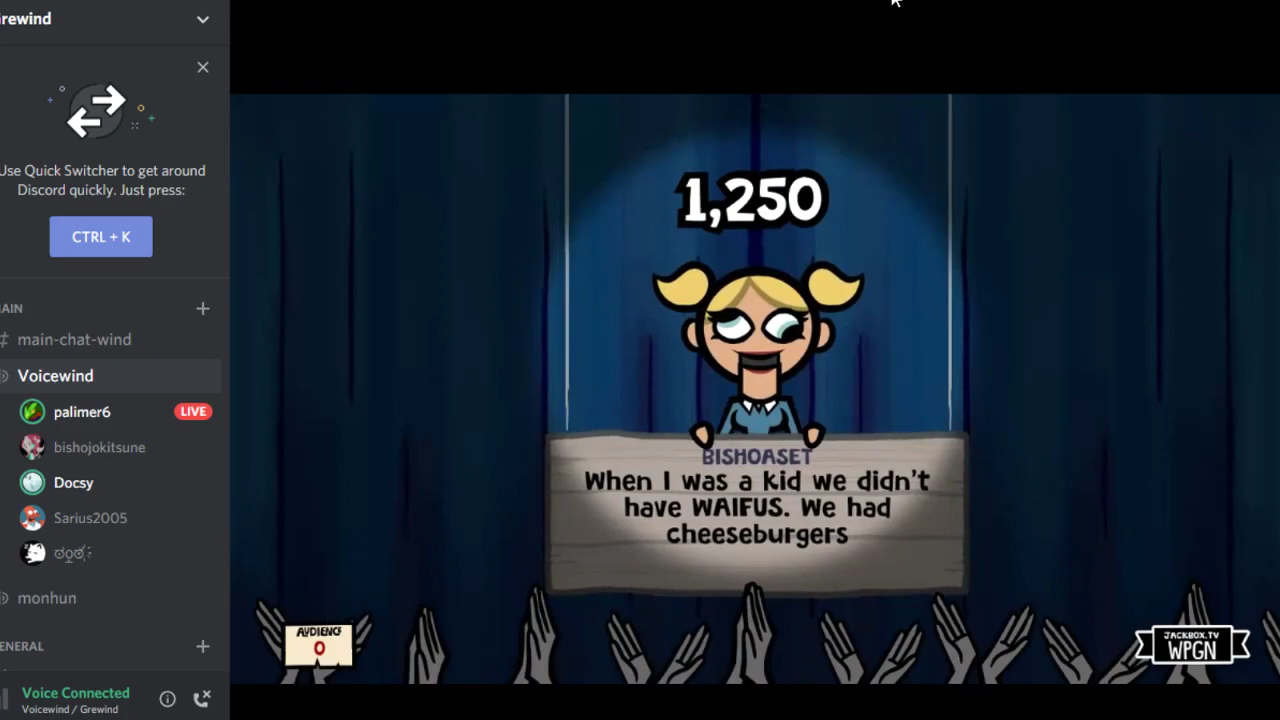 rewind
Use Quick Switcher to get around
Discord quickly. Just press:
CTRL + K
AIN
# main-chat-wind
Voicewind
palimer6 LIVE
bishojokitsune
Docsy
Sarius2005
monhun
ENERAL
Voice Connected
Voicewind / Grewind
1,250
BISHOASET
When I was a kid we didn't
have WAIFUS. We had
cheeseburgers
AUDIENCE
0
JACKBOX.TV
WPGN